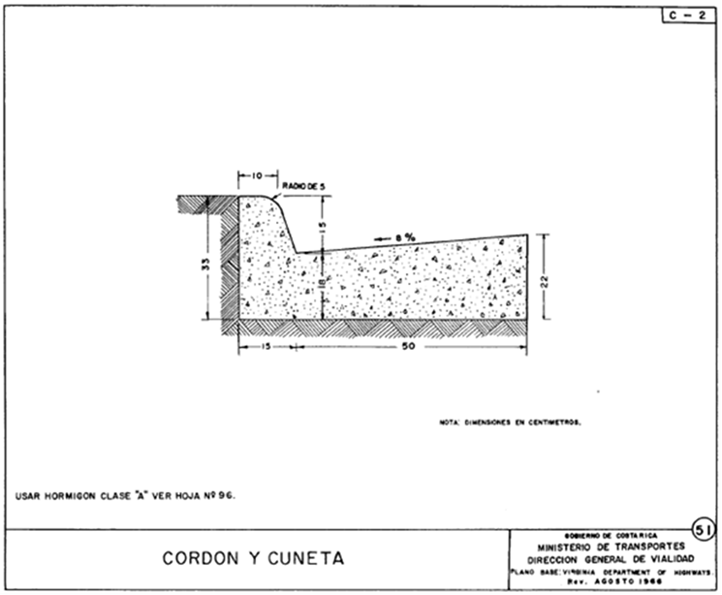 C - 2
10
RADIO DE 5
15
8 %
33
18
22
15
50
NOTA: DIMENSIONES EN CENTIMETROS.
USAR HORMIGON CLASE "A" VER HOJA Nº 96.
51
CORDON Y CUNETA
GOBIERNO DE COSTA RICA
MINISTERIO DE TRANSPORTES
DIRECCION GENERAL DE VIALIDAD
PLANO BASE: VIRGINIA DEPARTMENT OF HIGHWAYS.
Rev. AGOSTO 1966